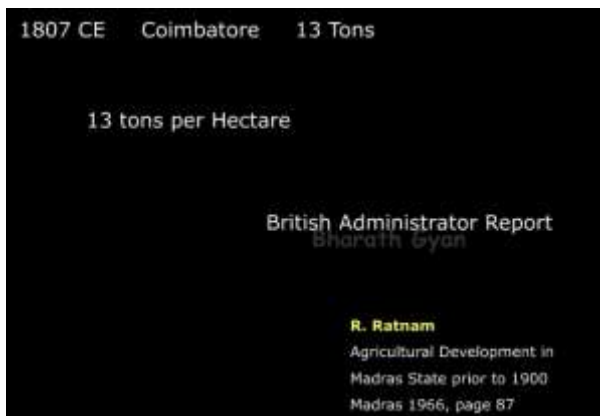 1807 CE Coimbatore 13 Tons
13 tons per Hectare
British Administrator Report
Bharath Gyan
R. Ratnam
Agricultural Development in
Madras State prior to 1900
Madras 1966, page 87